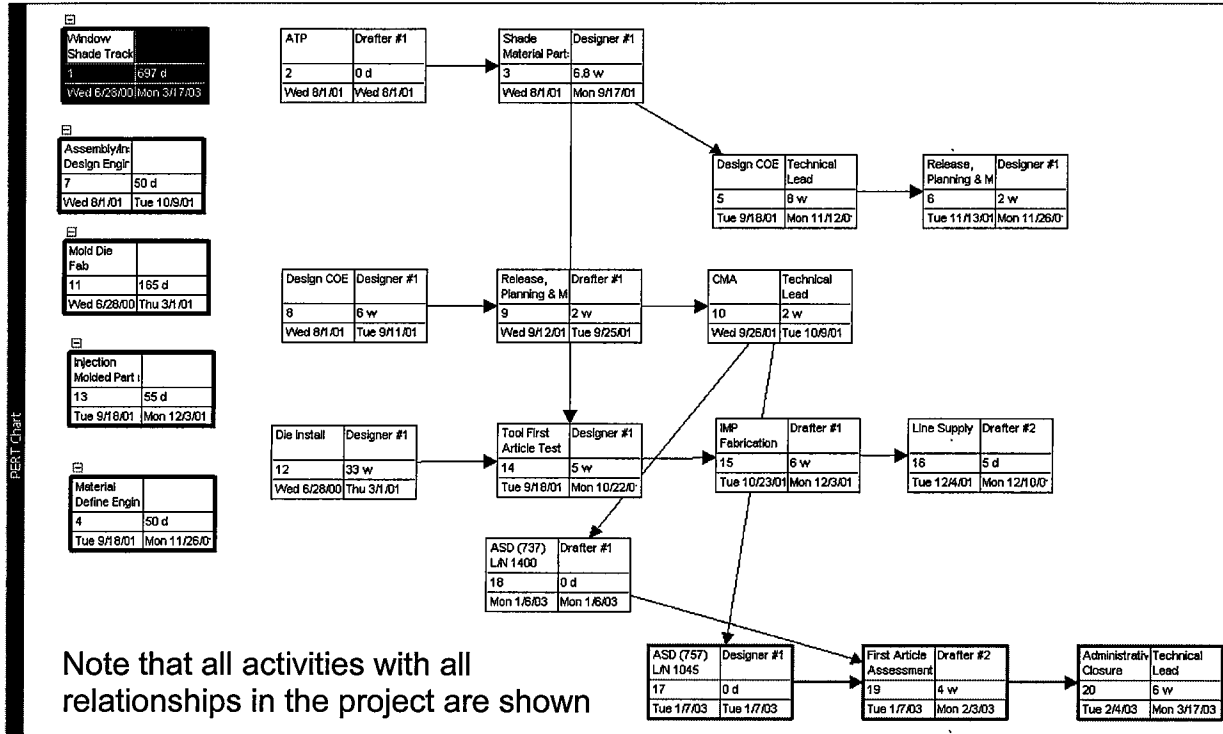 PERT Chart
Window
Shade Track
1 697 d
Wed 6/28/00 Mon 3/17/03
ATP Drafter #1
2 0 d
Wed 8/1/01 Wed 8/1/01
Shade Designer #1
Material Parts
3 6.8 w
Wed 8/1/01 Mon 9/17/01
Assembly/In
Design Engir
7 50 d
Wed 8/1/01 Tue 10/9/01
Design COE Technical
Lead
5 8 w
Tue 9/18/01 Mon 11/12/0
Release, Designer #1
Planning & M
6 2 w
Tue 11/13/01 Mon 11/26/0
Mold Die
Fab
11 165 d
Wed 6/28/00 Thu 3/1/01
Design COE Designer #1
8 6 w
Wed 8/1/01 Tue 9/11/01
Release, Drafter #1
Planning & M
9 2 w
Wed 9/12/01 Tue 9/25/01
CMA Technical
Lead
10 2 w
Wed 9/26/01 Tue 10/9/01
Injection
Molded Part
13 55 d
Tue 9/18/01 Mon 12/3/01
Die Install Designer #1
12 33 w
Wed 6/28/00 Thu 3/1/01
Tool First Designer #1
Article Test
14 5 w
Tue 9/18/01 Mon 10/22/0
IMP Drafter #1
Fabrication
15 6 w
Tue 10/23/01 Mon 12/3/01
Line Supply Drafter #2
16 5 d
Tue 12/4/01 Mon 12/10/0
Material
Define Engin
4 50 d
Tue 9/18/01 Mon 11/26/0
ASD (737) Drafter #1
L/N 1400
18 0 d
Mon 1/6/03 Mon 1/6/03
ASD (757) Designer #1
L/N 1045
17 0 d
Tue 1/7/03 Tue 1/7/03
First Article Drafter #2
Assessment
19 4 w
Tue 1/7/03 Mon 2/3/03
Administrativ Technical
Closure Lead
20 6 w
Tue 2/4/03 Mon 3/17/03
Note that all activities with all
relationships in the project are shown